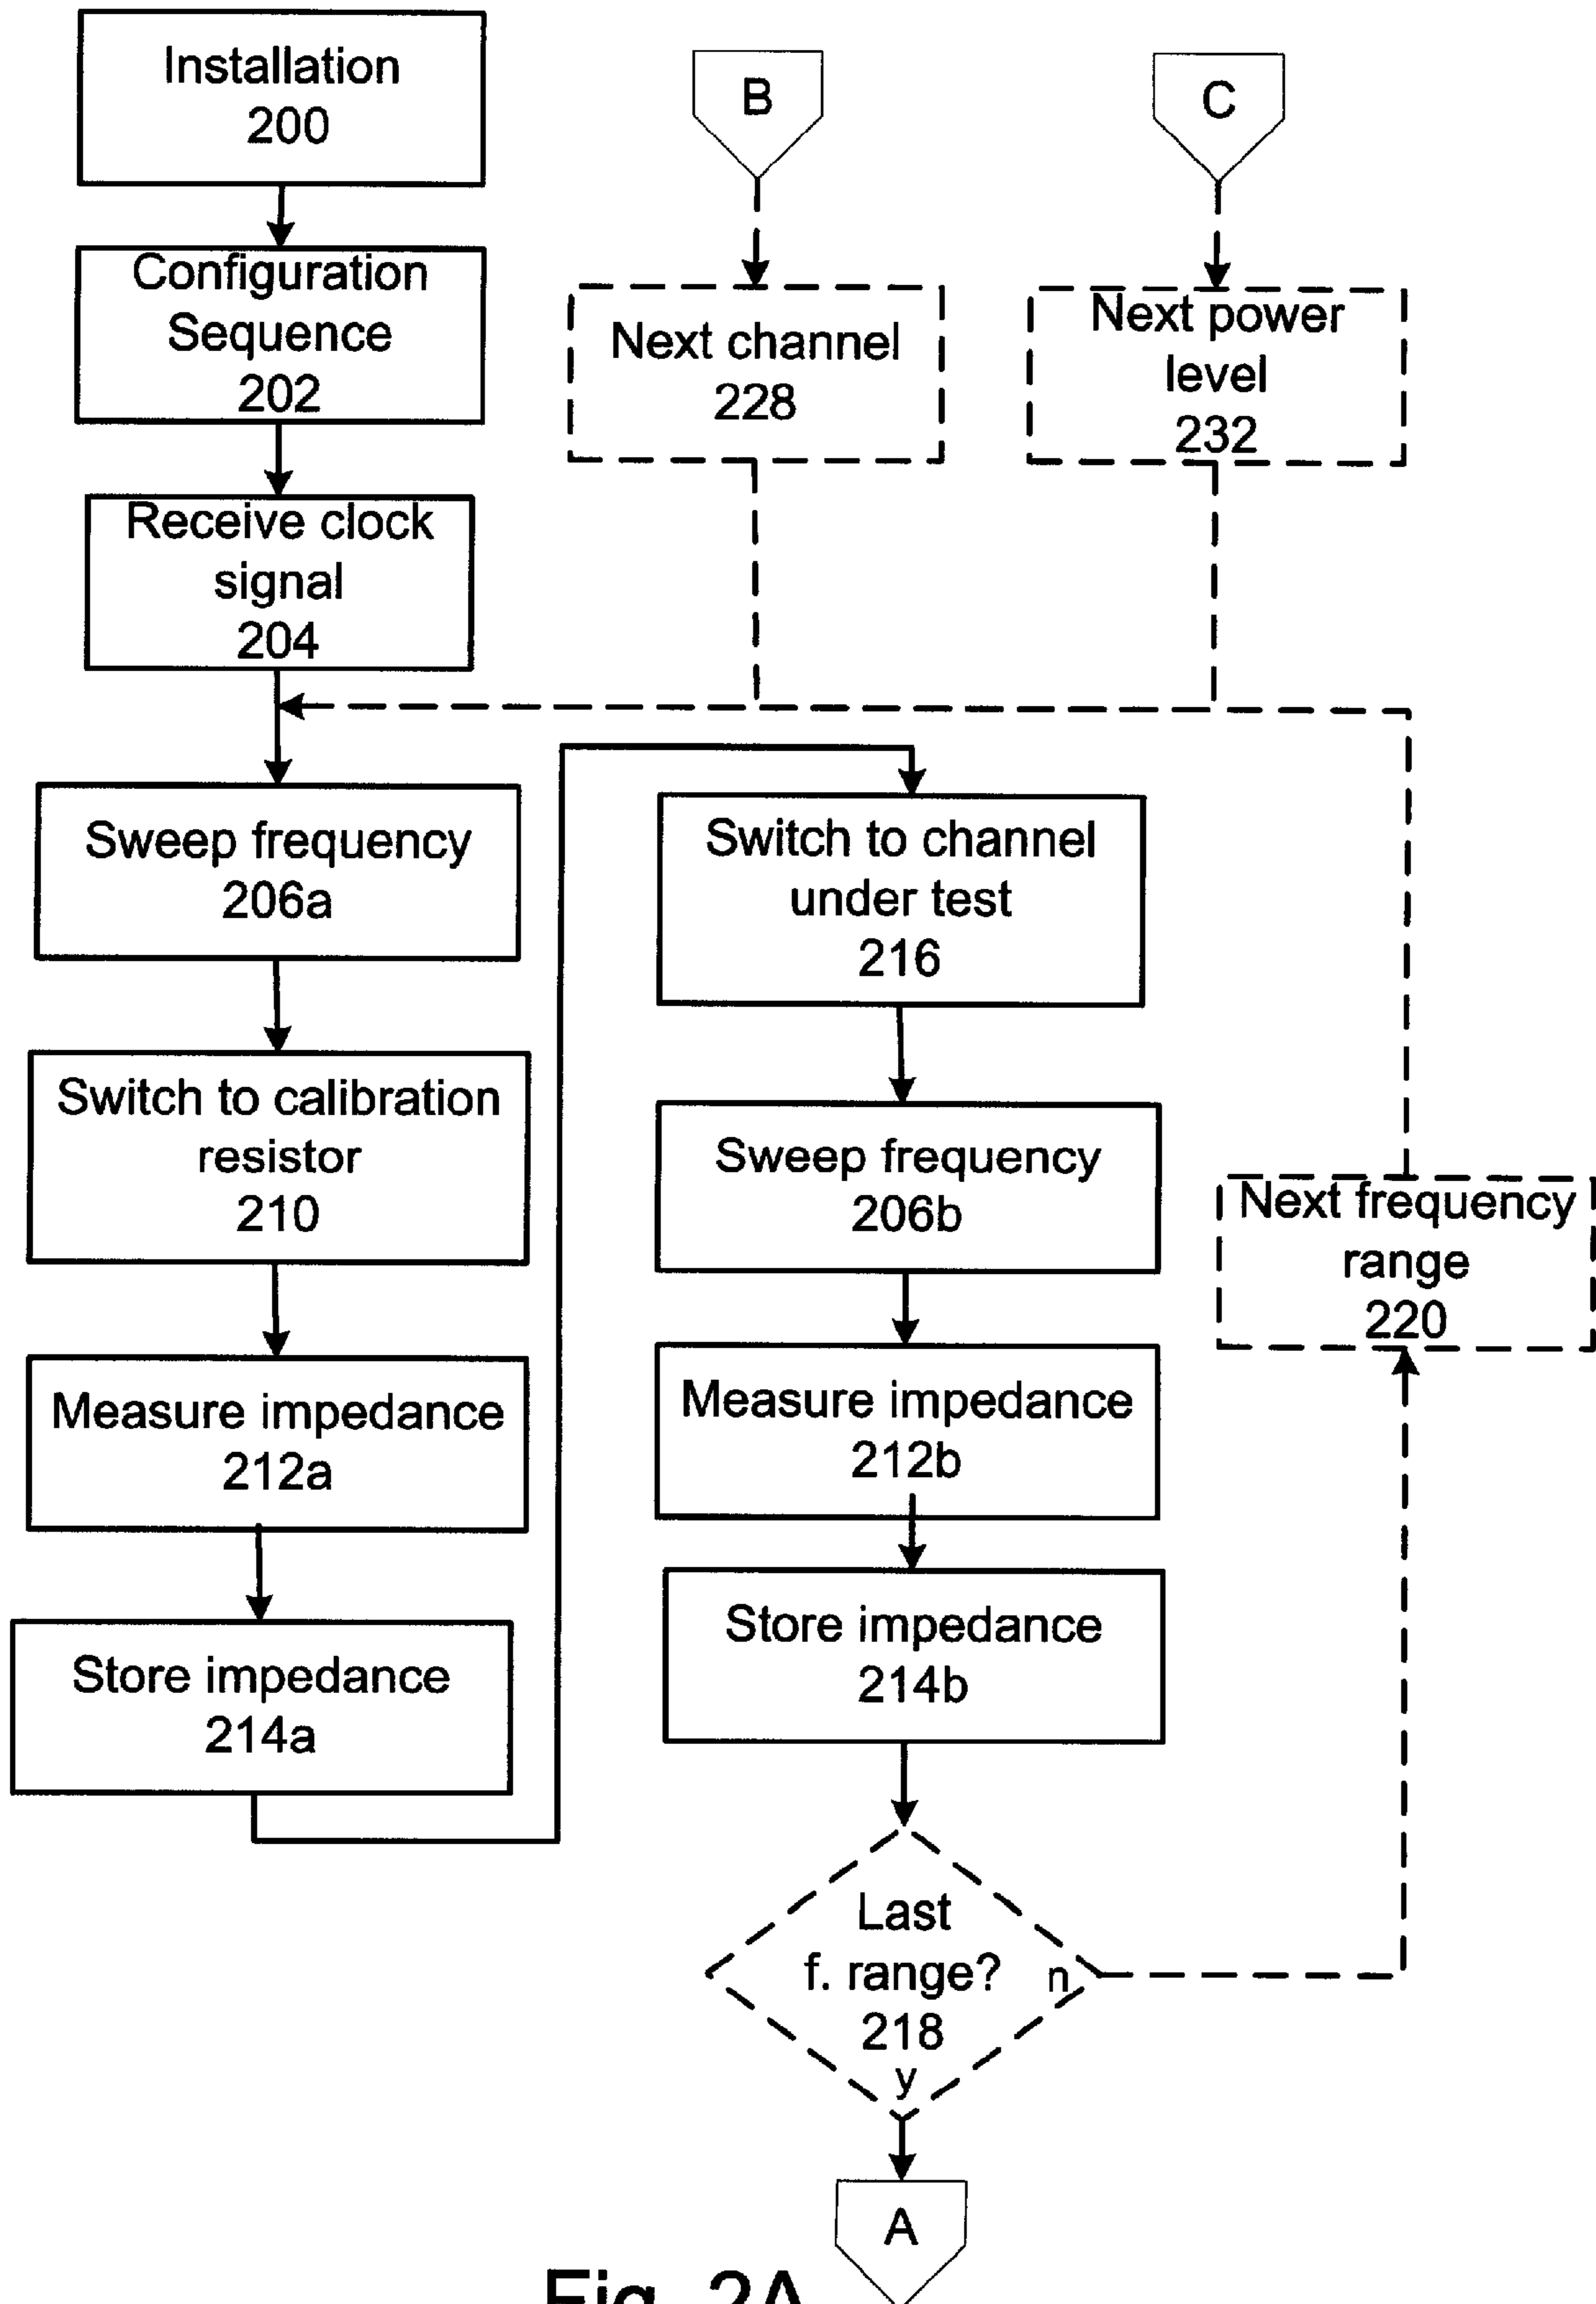 Installation
200
Configuration
Sequence
202
Receive clock
signal
204
B
C
Next channel
228
Next power
level
232
Sweep frequency
206a
Switch to calibration
resistor
210
Measure impedance
212a
Store impedance
214a
Switch to channel
under test
216
Sweep frequency
206b
Measure impedance
212b
Store impedance
214b
Next frequency
range
220
Last
f. range?
n
218
y
A
Fig. 2A